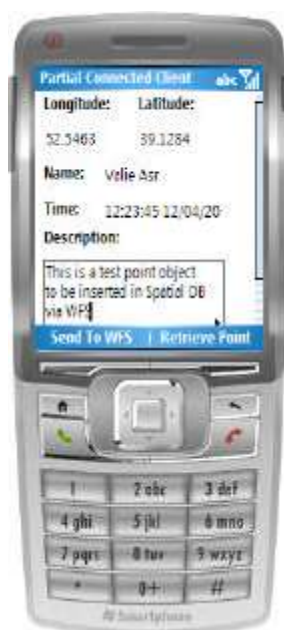 Partial Connected Client abc
Longitude: Latitude:
52.5463 39.1284
Name: Velie Asr
Time: 12:23:45 12/04/20
Description:
This is a test point object
to be inserted in Spatial DB
via WFS
Send To WFS Retrieve Point
1 2 abc 3 def
4 ghi 5 jkl 6 mno
7 pqrs 8 tuv 9 wxyz
* 0+ #
Smartphone